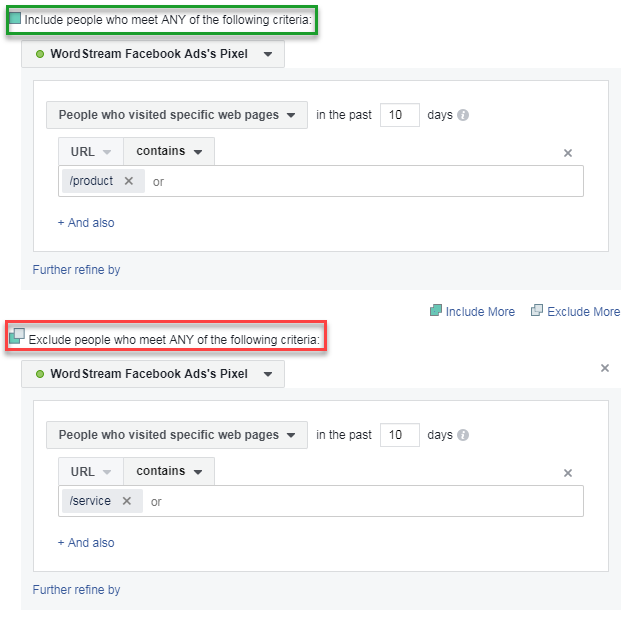 Include people who meet ANY of the following criteria:
WordStream Facebook Ads's Pixel
People who visited specific web pages in the past 10 days
URL contains
/product or
+ And also
Further refine by
Include More Exclude More
Exclude people who meet ANY of the following criteria:
WordStream Facebook Ads's Pixel
People who visited specific web pages in the past 10 days
URL contains
/service or
+ And also
Further refine by